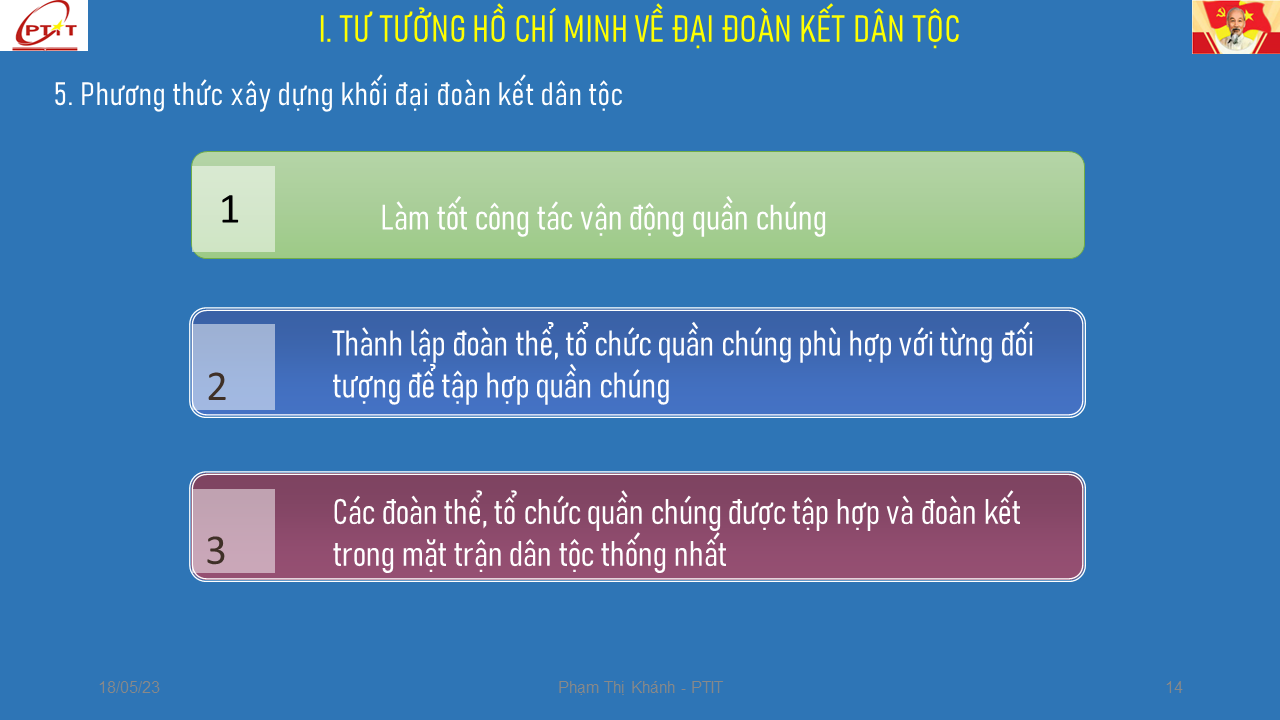 PTIT
I. TƯ TƯỞNG HỒ CHÍ MINH VỀ ĐẠI ĐOÀN KẾT DÂN TỘC
5. Phương thức xây dựng khối đại đoàn kết dân tộc
1
Làm tốt công tác vận động quần chúng
2
Thành lập đoàn thể, tổ chức quần chúng phù hợp với từng đối
tượng để tập hợp quần chúng
3
Các đoàn thể, tổ chức quần chúng được tập hợp và đoàn kết
trong mặt trận dân tộc thống nhất
18/05/23
Phạm Thị Khánh - PTIT
14